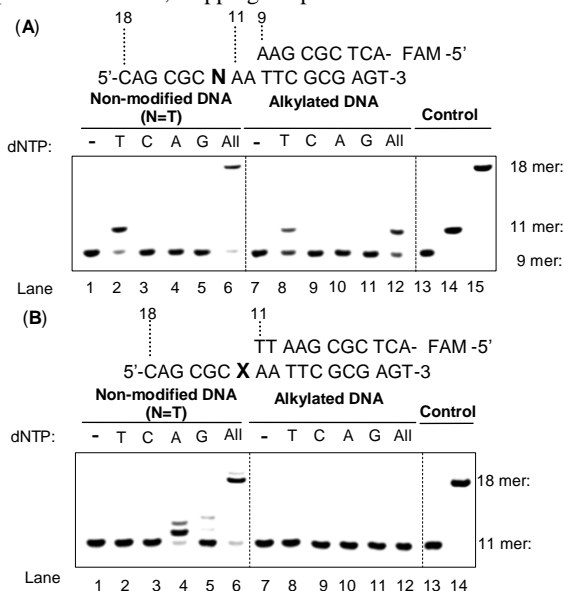 (A)
18 11 9
AAG CGC TCA- FAM -5'
5'-CAG CGC N AA TTC GCG AGT-3
Non-modified DNA Alkylated DNA Control
(N=T)
dNTP: - T C A G All - T C A G All
18 mer:
11 mer:
9 mer:
Lane 1 2 3 4 5 6 7 8 9 10 11 12 13 14 15
(B)
18 11
TT AAG CGC TCA- FAM -5'
5'-CAG CGC X AA TTC GCG AGT-3
Non-modified DNA Alkylated DNA Control
(N=T)
dNTP: - T C A G All - T C A G All
18 mer:
11 mer:
Lane 1 2 3 4 5 6 7 8 9 10 11 12 13 14